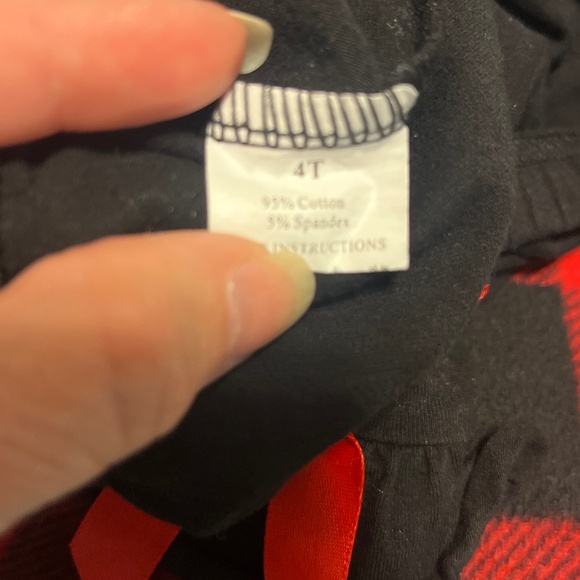 4T
95% Cotton
5% Spandex
INSTRUCTIONS